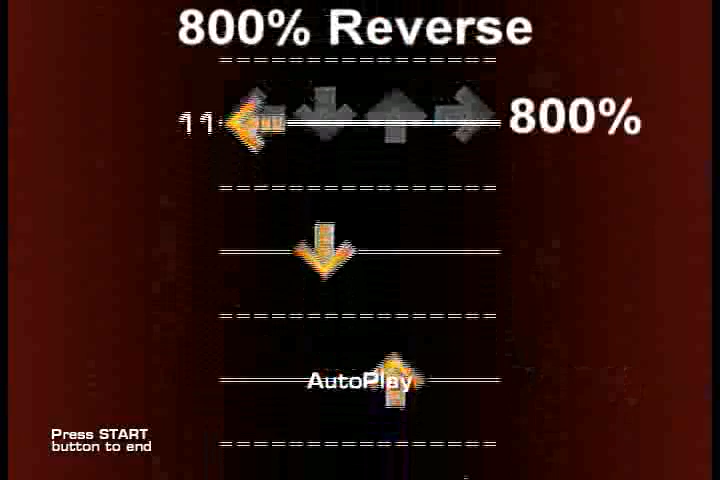 800% Reverse
11 800%
AutoPlay
Press START
button to end